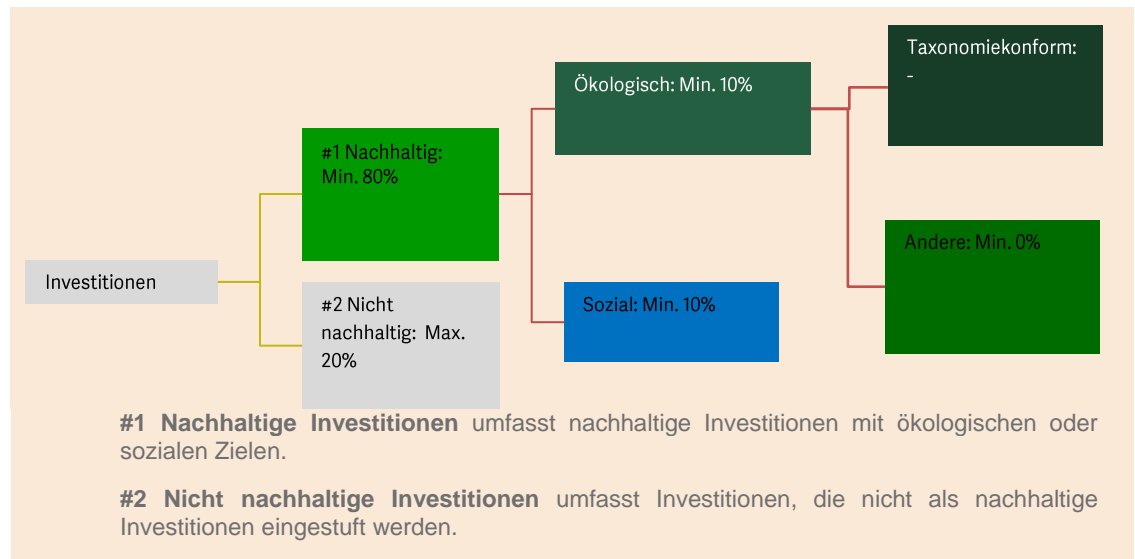 Taxonomiekonform:
-
Ökologisch: Min. 10%
#1 Nachhaltig:
Min. 80%
Andere: Min. 0%
Investitionen
#2 Nicht
nachhaltig: Max.
20%
Sozial: Min. 10%
#1 Nachhaltige Investitionen umfasst nachhaltige Investitionen mit ökologischen oder
sozialen Zielen.
#2 Nicht nachhaltige Investitionen umfasst Investitionen, die nicht als nachhaltige
Investitionen eingestuft werden.